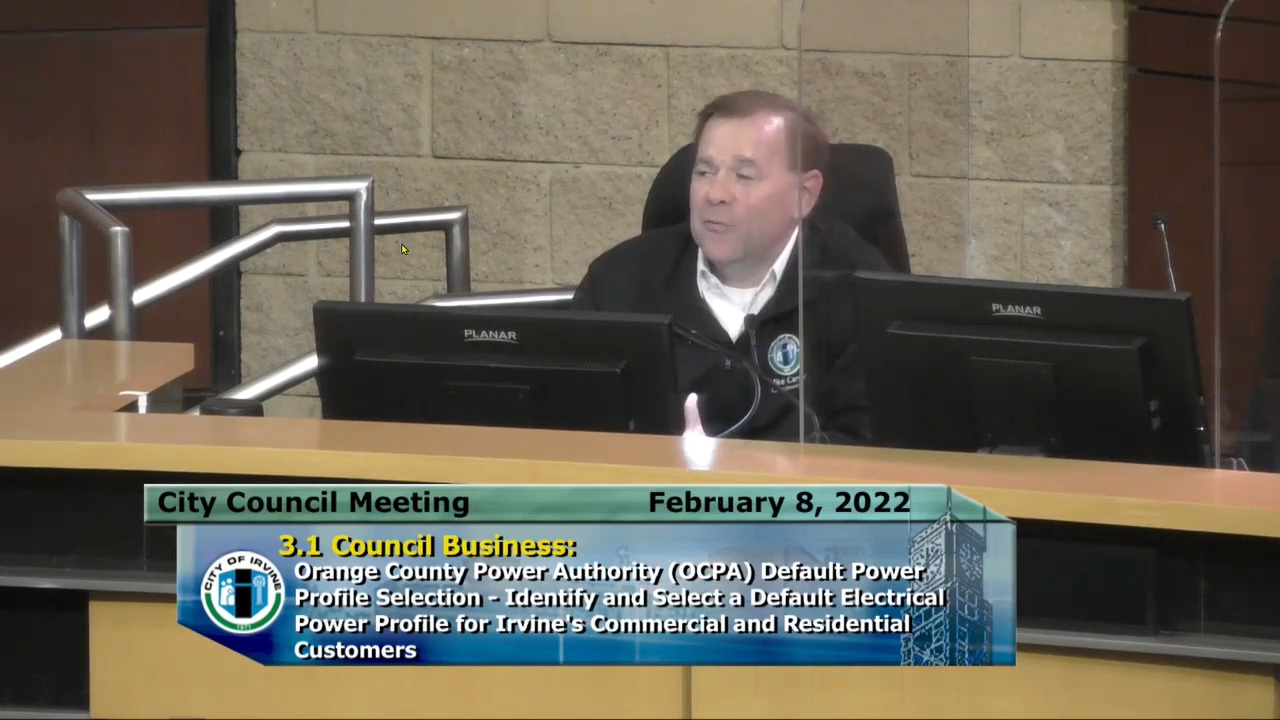 PLANAR
PLANAR
City Council Meeting February 8, 2022
3.1 Council Business:
Orange County Power Authority (OCPA) Default Power
Profile Selection - Identify and Select a Default Electrical
Power Profile for Irvine's Commercial and Residential
Customers
CITY OF IRVINE
1971